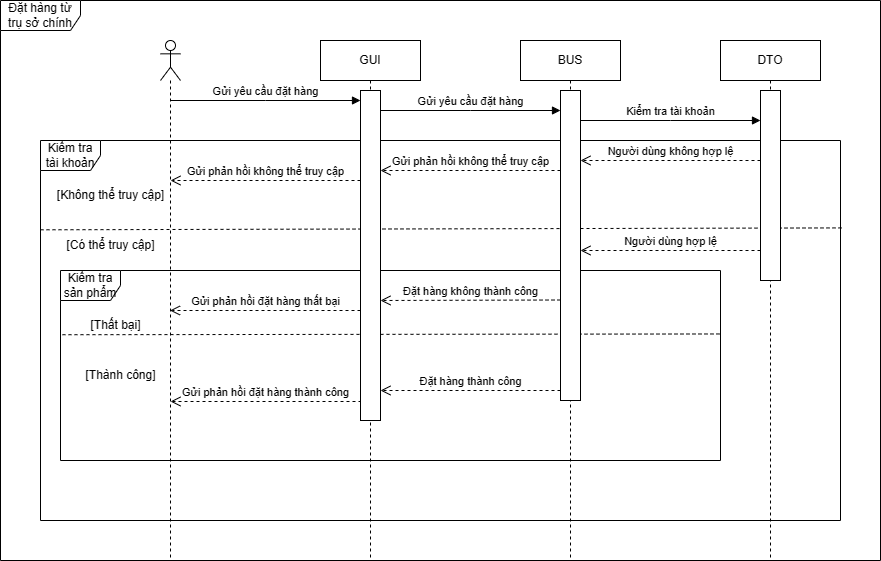 Đặt hàng từ
trụ sở chính
GUI
BUS
DTO
Gửi yêu cầu đặt hàng
Gửi yêu cầu đặt hàng
Kiểm tra tài khoản
Kiểm tra
tài khoản
Người dùng không hợp lệ
Gửi phản hồi không thể truy cập
Gửi phản hồi không thể truy cập
[Không thể truy cập]
[Có thể truy cập]
Người dùng hợp lệ
Kiểm tra
sản phẩm
Đặt hàng không thành công
Gửi phản hồi đặt hàng thất bại
[Thất bại]
[Thành công]
Đặt hàng thành công
Gửi phản hồi đặt hàng thành công